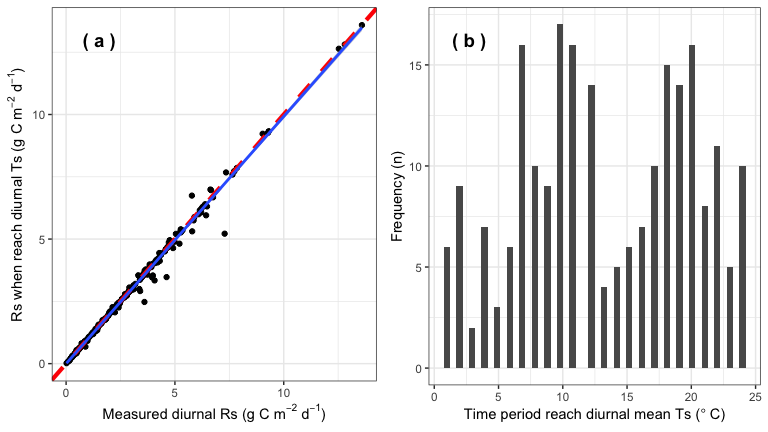 ( a )
Rs when reach diurnal Ts (g C m⁻² d⁻¹)
10
5
0
0 5 10
Measured diurnal Rs (g C m⁻² d⁻¹)
( b )
Frequency (n)
15
10
5
0
0 5 10 15 20 25
Time period reach diurnal mean Ts (° C)